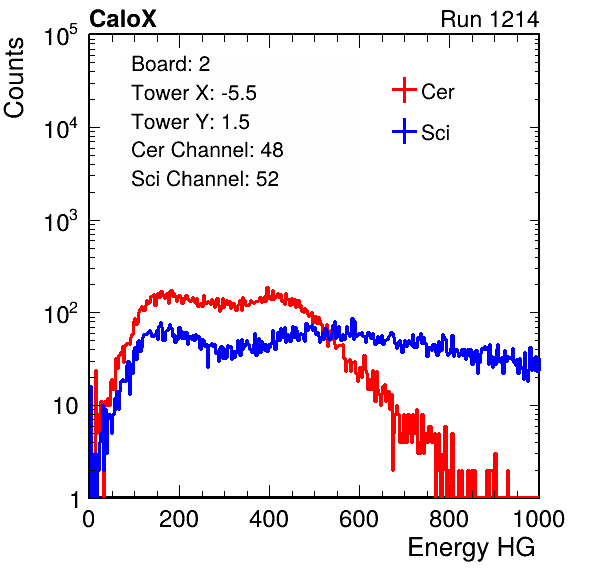 CaloX Run 1214
Counts
Board: 2
Tower X: -5.5
Tower Y: 1.5
Cer Channel: 48
Sci Channel: 52
Cer
Sci
10^5
10^4
10^3
10^2
10
1
0 200 400 600 800 1000
Energy HG